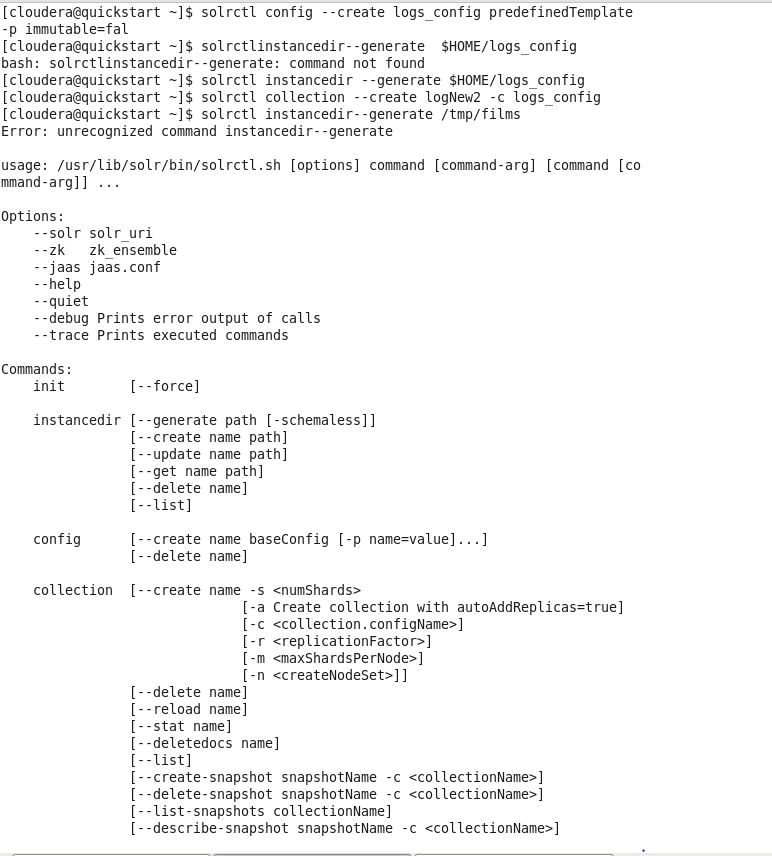 [cloudera@quickstart ~]$ solrctl config --create logs_config predefinedTemplate
-p immutable=fal
[cloudera@quickstart ~]$ solrctlinstancedir--generate  $HOME/logs_config
bash: solrctlinstancedir--generate: command not found
[cloudera@quickstart ~]$ solrctl instancedir --generate $HOME/logs_config
[cloudera@quickstart ~]$ solrctl collection --create logNew2 -c logs_config
[cloudera@quickstart ~]$ solrctl instancedir--generate /tmp/films
Error: unrecognized command instancedir--generate

usage: /usr/lib/solr/bin/solrctl.sh [options] command [command-arg] [command [co
mmand-arg]] ...

Options:
    --solr solr_uri
    --zk   zk_ensemble
    --jaas jaas.conf
    --help
    --quiet
    --debug Prints error output of calls
    --trace Prints executed commands

Commands:
    init        [--force]

    instancedir [--generate path [-schemaless]]
                [--create name path]
                [--update name path]
                [--get name path]
                [--delete name]
                [--list]

    config      [--create name baseConfig [-p name=value]...]
                [--delete name]

    collection  [--create name -s <numShards>
                              [-a Create collection with autoAddReplicas=true]
                              [-c <collection.configName>]
                              [-r <replicationFactor>]
                              [-m <maxShardsPerNode>]
                              [-n <createNodeSet>]]
                [--delete name]
                [--reload name]
                [--stat name]
                [--deletedocs name]
                [--list]
                [--create-snapshot snapshotName -c <collectionName>]
                [--delete-snapshot snapshotName -c <collectionName>]
                [--list-snapshots collectionName]
                [--describe-snapshot snapshotName -c <collectionName>]